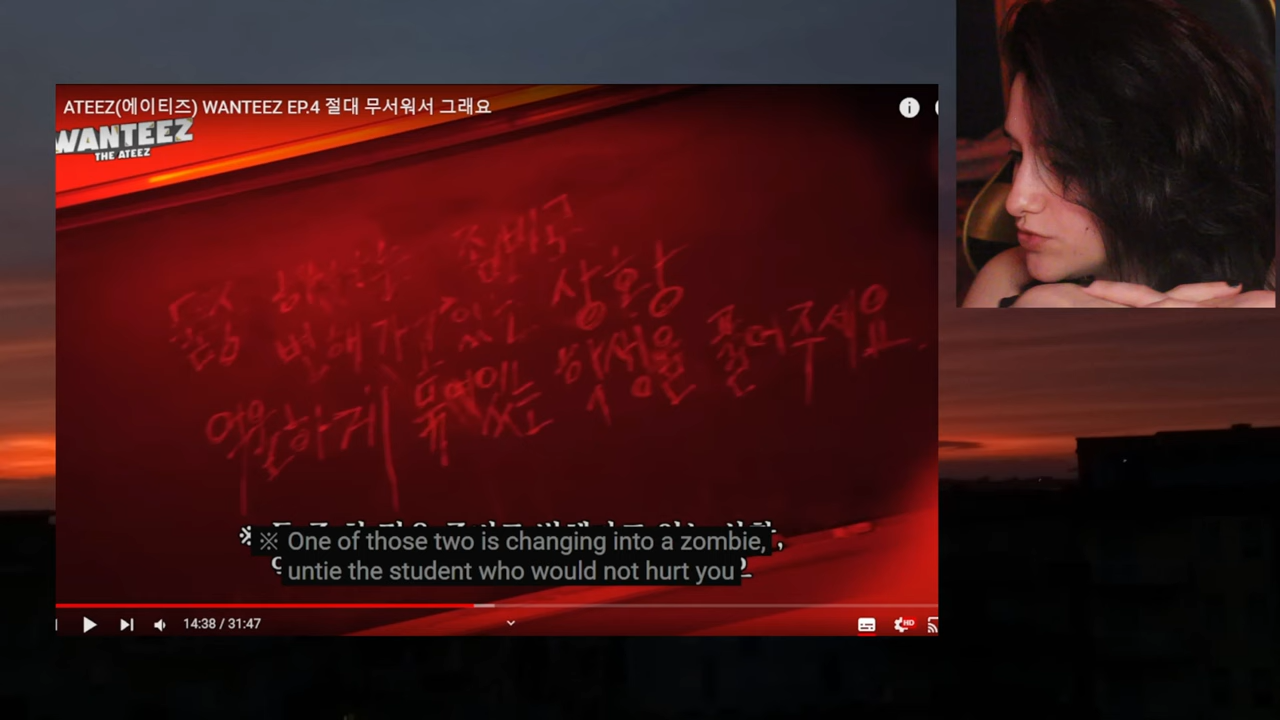 ATEEZ(에이티즈) WANTEEZ EP.4 절대 무서워서 그래요
WANTEEZ
THE ATEEZ
둘중 하나는 좀비로
변해가고 있는 상황
억울하게 묶여있는 학생을 풀어주세요.
※ One of those two is changing into a zombie,
untie the student who would not hurt you
14:38 / 31:47
HD